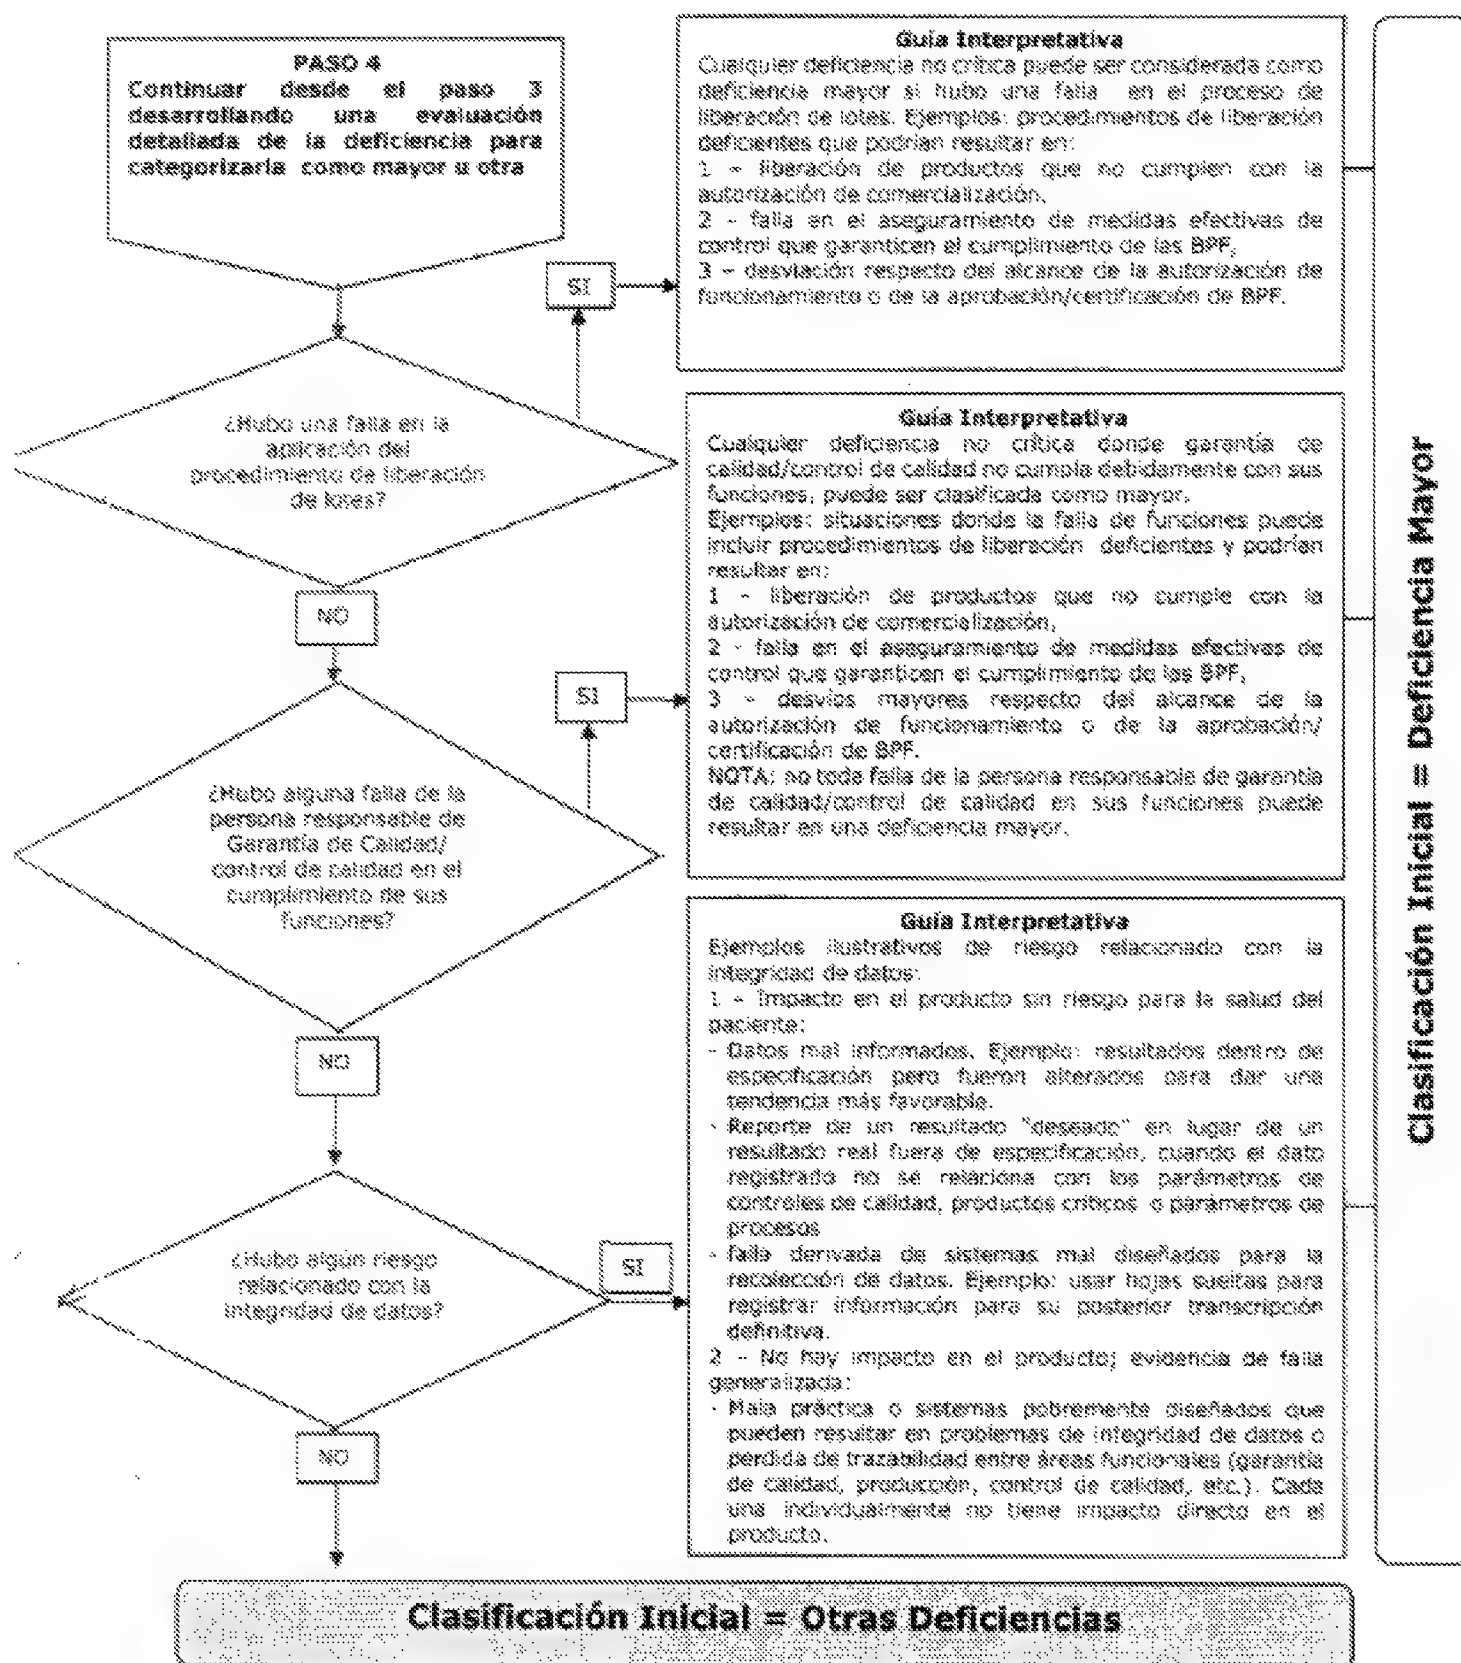 PASO 4
Continuar desde el paso 3
desarrollando una evaluación
detallada de la deficiencia para
categorizarla como mayor u otra
Guía Interpretativa
Cualquier deficiencia no crítica puede ser considerada como
deficiencia mayor si hubo una falla en el proceso de
liberación de lotes. Ejemplos: procedimientos de liberación
deficientes que podrían resultar en:
1 - liberación de productos que no cumplen con la
autorización de comercialización,
2 - falla en el aseguramiento de medidas efectivas de
control que garanticen el cumplimiento de las BPF,
3 - desviación respecto del alcance de la autorización de
funcionamiento o de la aprobación/certificación de BPF.
SI
¿Hubo una falla en la
aplicación del
procedimiento de liberación
de lotes?
NO
Guía Interpretativa
Cualquier deficiencia no crítica donde garantía de
calidad/control de calidad no cumpla debidamente con sus
funciones, puede ser clasificada como mayor.
Ejemplos: situaciones donde la falla de funciones puede
incluir procedimientos de liberación deficientes y podrían
resultar en:
1 - liberación de productos que no cumple con la
autorización de comercialización,
2 - falla en el aseguramiento de medidas efectivas de
control que garanticen el cumplimiento de las BPF,
3 - desvíos mayores respecto del alcance de la
autorización de funcionamiento o de la aprobación/
certificación de BPF.
NOTA: no toda falla de la persona responsable de garantía
de calidad/control de calidad en sus funciones puede
resultar en una deficiencia mayor.
SI
¿Hubo alguna falla de la
persona responsable de
Garantía de Calidad/
control de calidad en el
cumplimiento de sus
funciones?
NO
Guía Interpretativa
Ejemplos ilustrativos de riesgo relacionado con la
integridad de datos:
1 - Impacto en el producto sin riesgo para la salud del
paciente:
- Datos mal informados. Ejemplo: resultados dentro de
especificación pero fueron alterados para dar una
tendencia más favorable.
- Reporte de un resultado "deseado" en lugar de un
resultado real fuera de especificación, cuando el dato
registrado no se relaciona con los parámetros de
controles de calidad, productos críticos o parámetros de
procesos
- falla derivada de sistemas mal diseñados para la
recolección de datos. Ejemplo: usar hojas sueltas para
registrar información para su posterior transcripción
definitiva.
2 - No hay impacto en el producto; evidencia de falla
generalizada:
- Mala práctica o sistemas pobremente diseñados que
pueden resultar en problemas de integridad de datos o
perdida de trazabilidad entre áreas funcionales (garantía
de calidad, producción, control de calidad, etc.). Cada
una individualmente no tiene impacto directo en el
producto.
SI
¿Hubo algún riesgo
relacionado con la
integridad de datos?
NO
Clasificación Inicial = Deficiencia Mayor
Clasificación Inicial = Otras Deficiencias